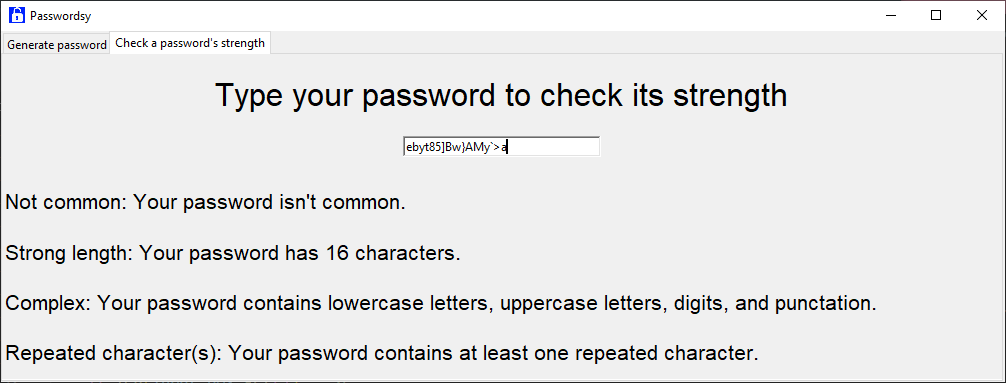 Passwordsy
Generate password Check a password's strength
Type your password to check its strength
ebyt85]Bw}AMy`>a
Not common: Your password isn't common.
Strong length: Your password has 16 characters.
Complex: Your password contains lowercase letters, uppercase letters, digits, and punctation.
Repeated character(s): Your password contains at least one repeated character.